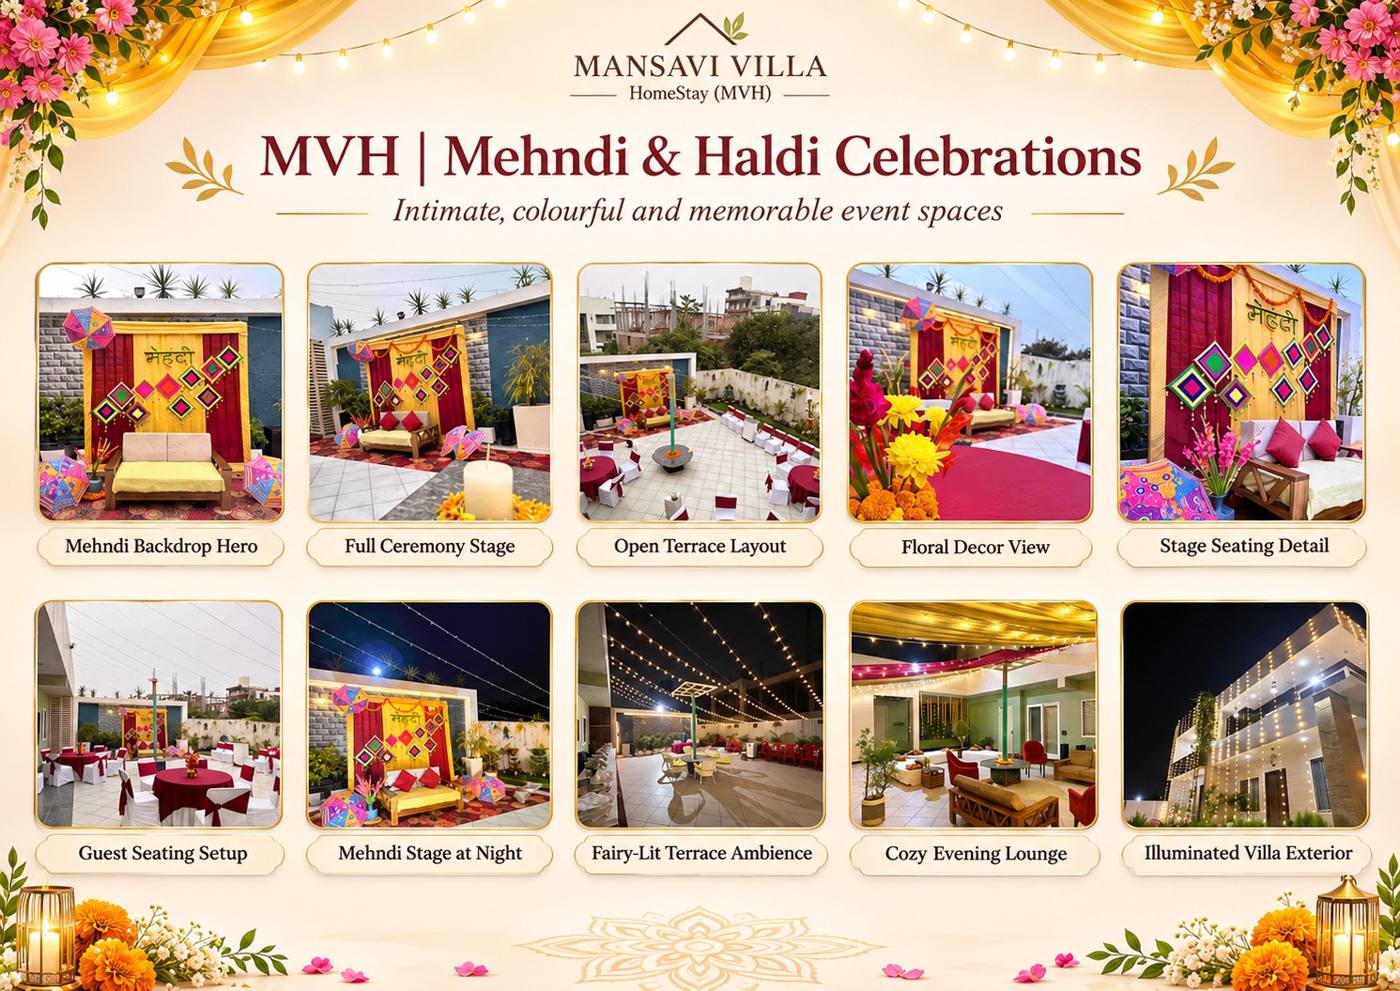 MANSAVI VILLA
HomeStay (MVH)
MVH | Mehndi & Haldi Celebrations
Intimate, colourful and memorable event spaces
मेहंदी
मेहंदी
मेहंदी
मेहंदी
Mehndi Backdrop Hero
Full Ceremony Stage
Open Terrace Layout
Floral Decor View
Stage Seating Detail
मेहंदी
Guest Seating Setup
Mehndi Stage at Night
Fairy-Lit Terrace Ambience
Cozy Evening Lounge
Illuminated Villa Exterior